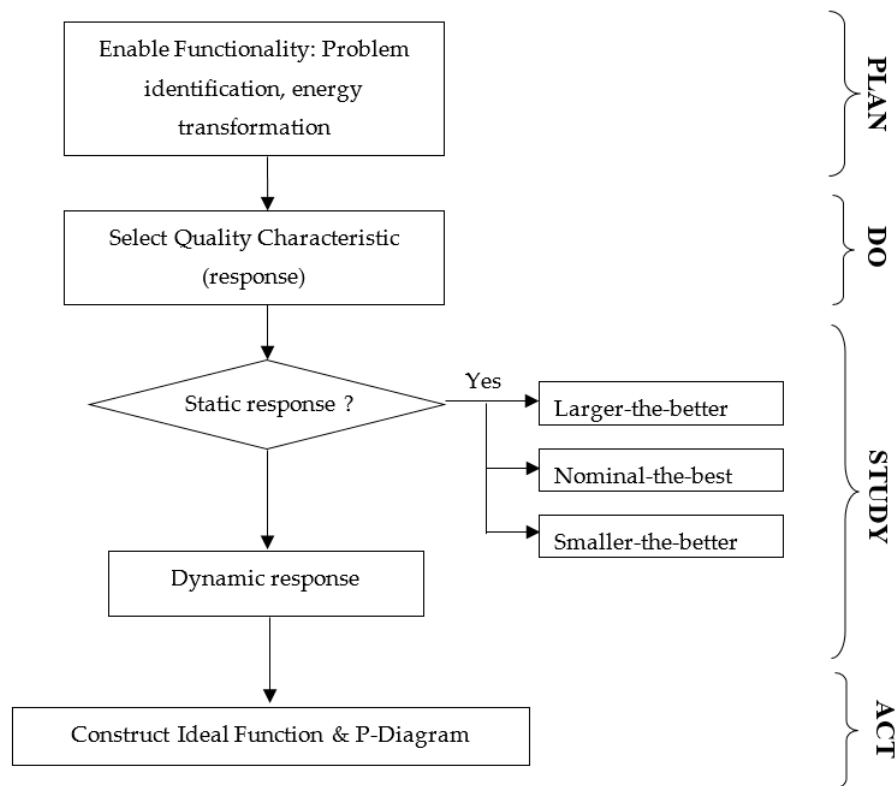 Enable Functionality: Problem
identification, energy
transformation
PLAN
Select Quality Characteristic
(response)
DO
Static response ?
Yes
Larger-the-better
Nominal-the-best
Smaller-the-better
STUDY
Dynamic response
Construct Ideal Function & P-Diagram
ACT